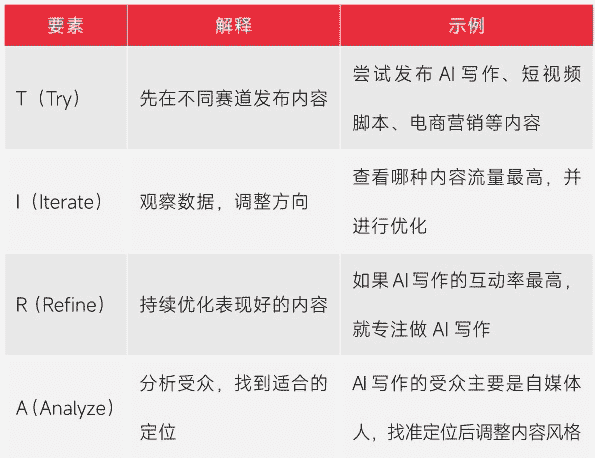 要素 解释 示例
T（Try） 先在不同赛道发布内容 尝试发布 AI 写作、短视频
脚本、电商营销等内容
I（Iterate） 观察数据，调整方向 查看哪种内容流量最高，并
进行优化
R（Refine） 持续优化表现好的内容 如果 AI 写作的互动率最高，
就专注做 AI 写作
A（Analyze） 分析受众，找到适合的
定位
AI 写作的受众主要是自媒体
人，找准定位后调整内容风格